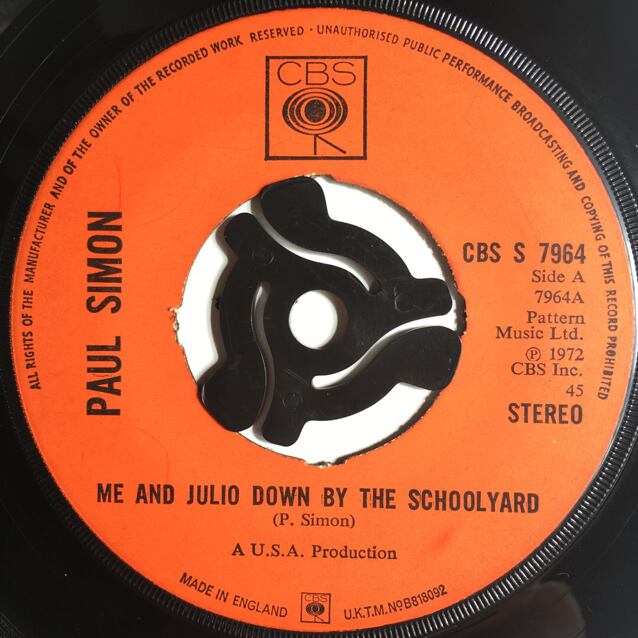 ALL RIGHTS OF THE MANUFACTURER AND OF THE OWNER OF THE RECORDED WORK RESERVED · UNAUTHORISED PUBLIC PERFORMANCE BROADCASTING AND COPYING OF THIS RECORD PROHIBITED
CBS
PAUL SIMON
CBS S 7964
Side A
7964A
Pattern
Music Ltd.
℗ 1972
CBS Inc.
45
STEREO
ME AND JULIO DOWN BY THE SCHOOLYARD
(P. Simon)
A U.S.A. Production
MADE IN ENGLAND
CBS
U.K.T.M. Nº B818092